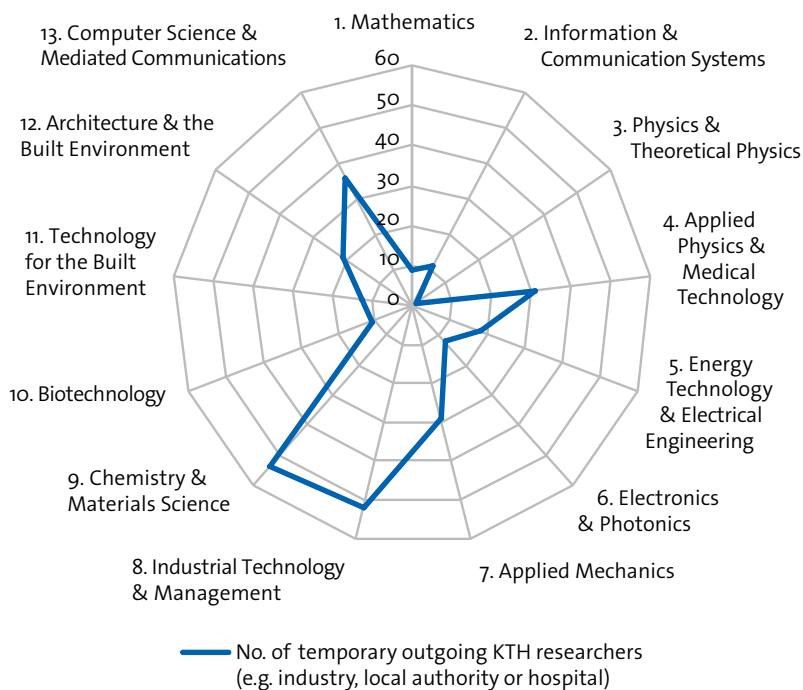 1. Mathematics
2. Information &
Communication Systems
3. Physics &
Theoretical Physics
4. Applied
Physics &
Medical
Technology
5. Energy
Technology
& Electrical
Engineering
6. Electronics
& Photonics
7. Applied Mechanics
8. Industrial Technology
& Management
9. Chemistry &
Materials Science
10. Biotechnology
11. Technology
for the Built
Environment
12. Architecture & the
Built Environment
13. Computer Science &
Mediated Communications
60
50
40
30
20
10
0
No. of temporary outgoing KTH researchers
(e.g. industry, local authority or hospital)